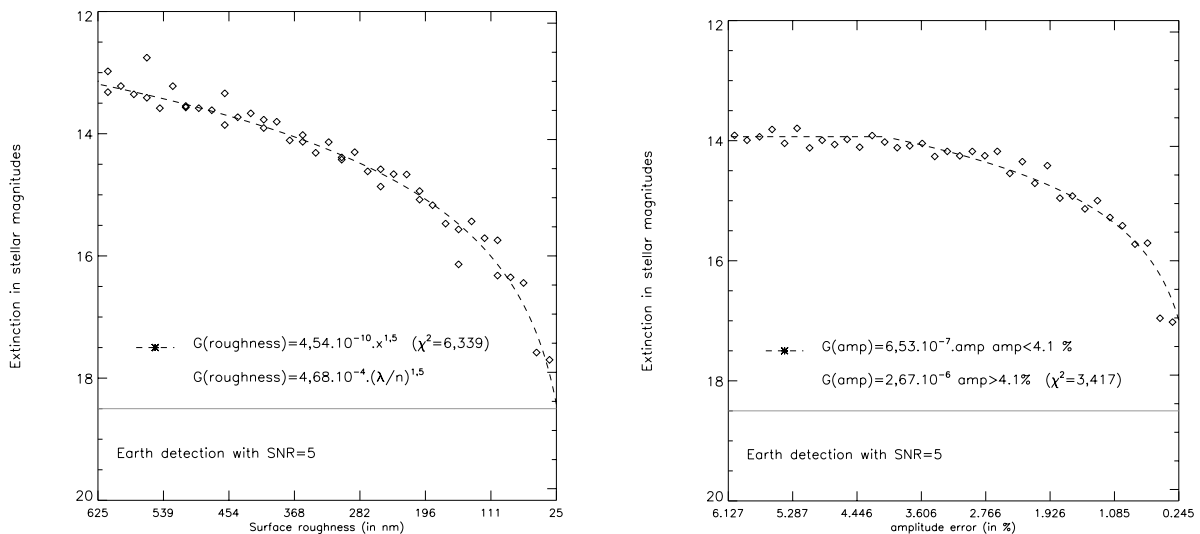 12
14
16
18
20
Extinction in stellar magnitudes
G(roughness)=4,54.10⁻¹⁰.x¹,⁵ (χ²=6,339)
G(roughness)=4,68.10⁻⁴.(λ/n)¹,⁵
Earth detection with SNR=5
625 539 454 368 282 196 111 25
Surface roughness (in nm)
12
14
16
18
20
Extinction in stellar magnitudes
G(amp)=6,53.10⁻⁷.amp amp<4.1 %
G(amp)=2,67.10⁻⁶ amp>4.1% (χ²=3,417)
Earth detection with SNR=5
6.127 5.287 4.446 3.606 2.766 1.926 1.085 0.245
amplitude error (in %)